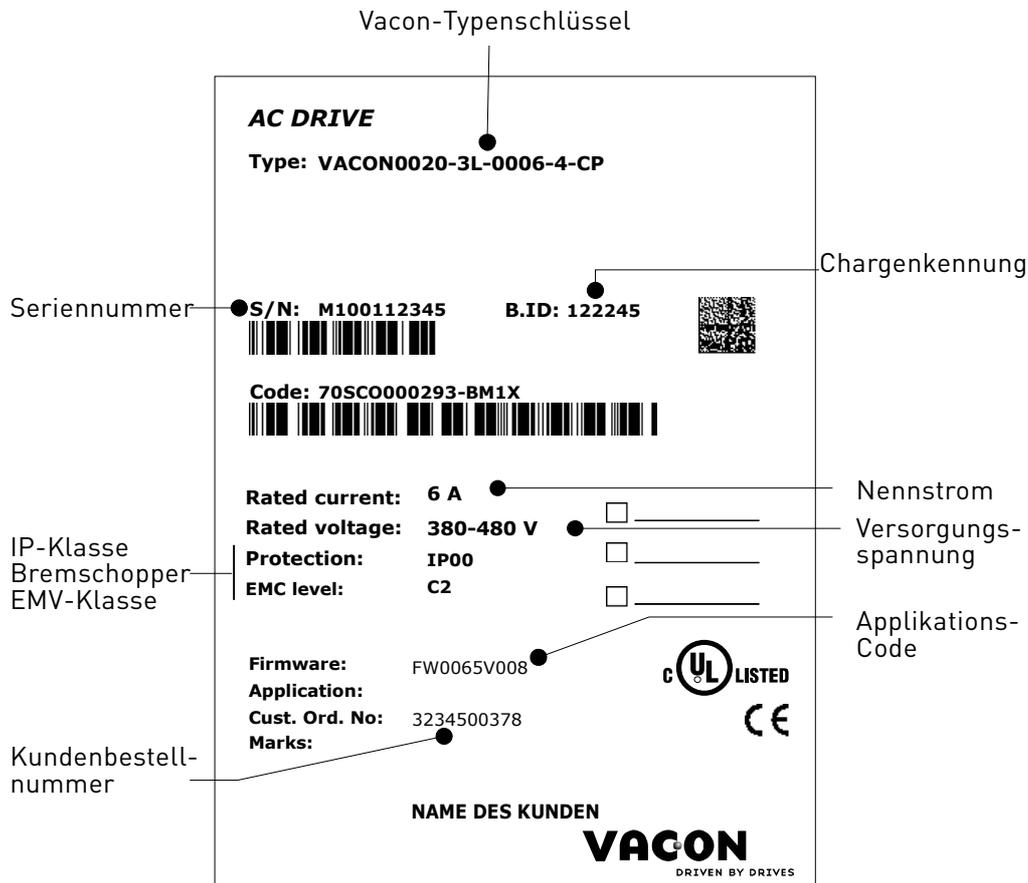 Vacon-Typenschlüssel
AC DRIVE
Type: VACON0020-3L-0006-4-CP
Chargenkennung
Seriennummer
S/N: M100112345 B.ID: 122245
Code: 70SCO000293-BM1X
Rated current: 6 A
Nennstrom
Rated voltage: 380-480 V
Versorgungs-
spannung
IP-Klasse
Bremschopper
EMV-Klasse
Protection: IP00
EMC level: C2
Applikations-
Code
Firmware: FW0065V008
Application:
Cust. Ord. No: 3234500378
Marks:
C UL LISTED
CE
Kundenbestell-
nummer
NAME DES KUNDEN
VACON
DRIVEN BY DRIVES